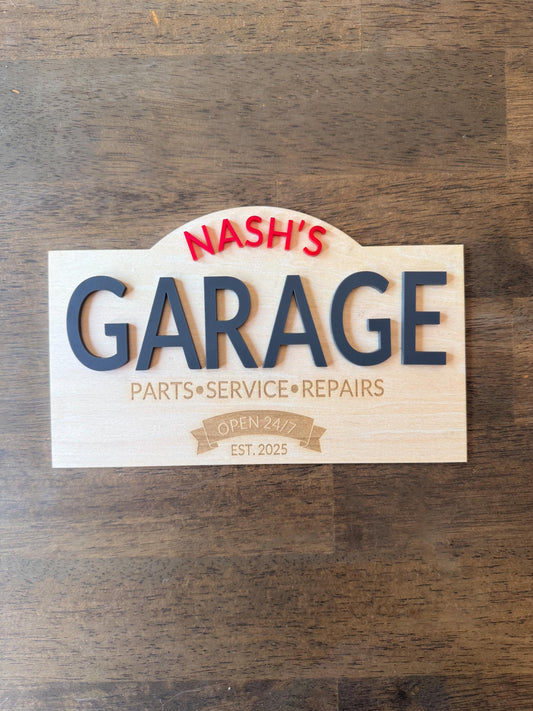 NASH'S
GARAGE
PARTS•SERVICE•REPAIRS
OPEN 24/7
EST. 2025